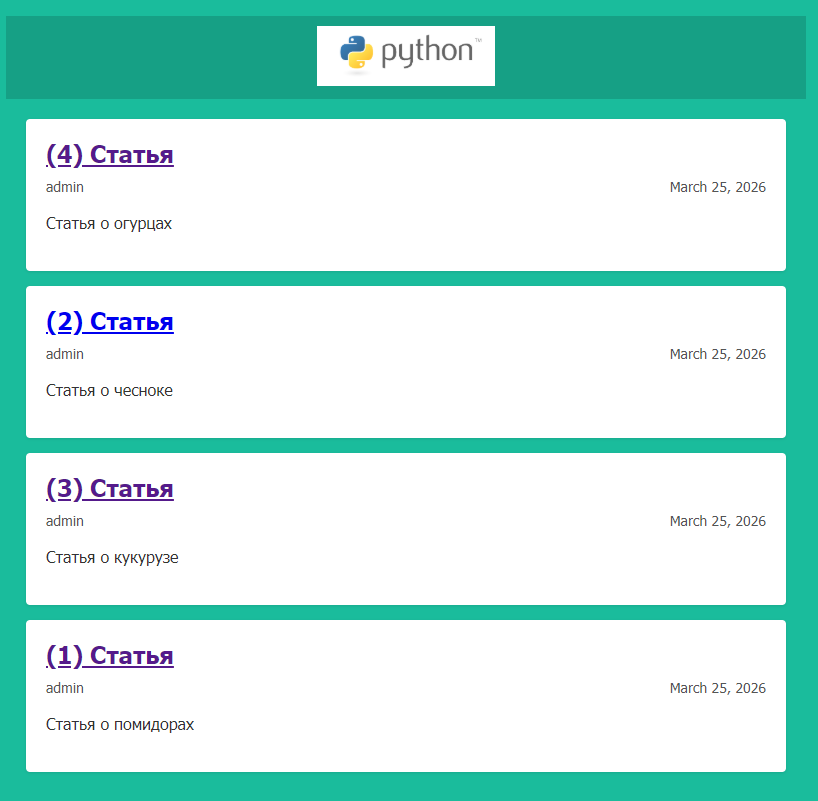 python™
(4) Статья
admin March 25, 2026
Статья о огурцах
(2) Статья
admin March 25, 2026
Статья о чесноке
(3) Статья
admin March 25, 2026
Статья о кукурузе
(1) Статья
admin March 25, 2026
Статья о помидорах